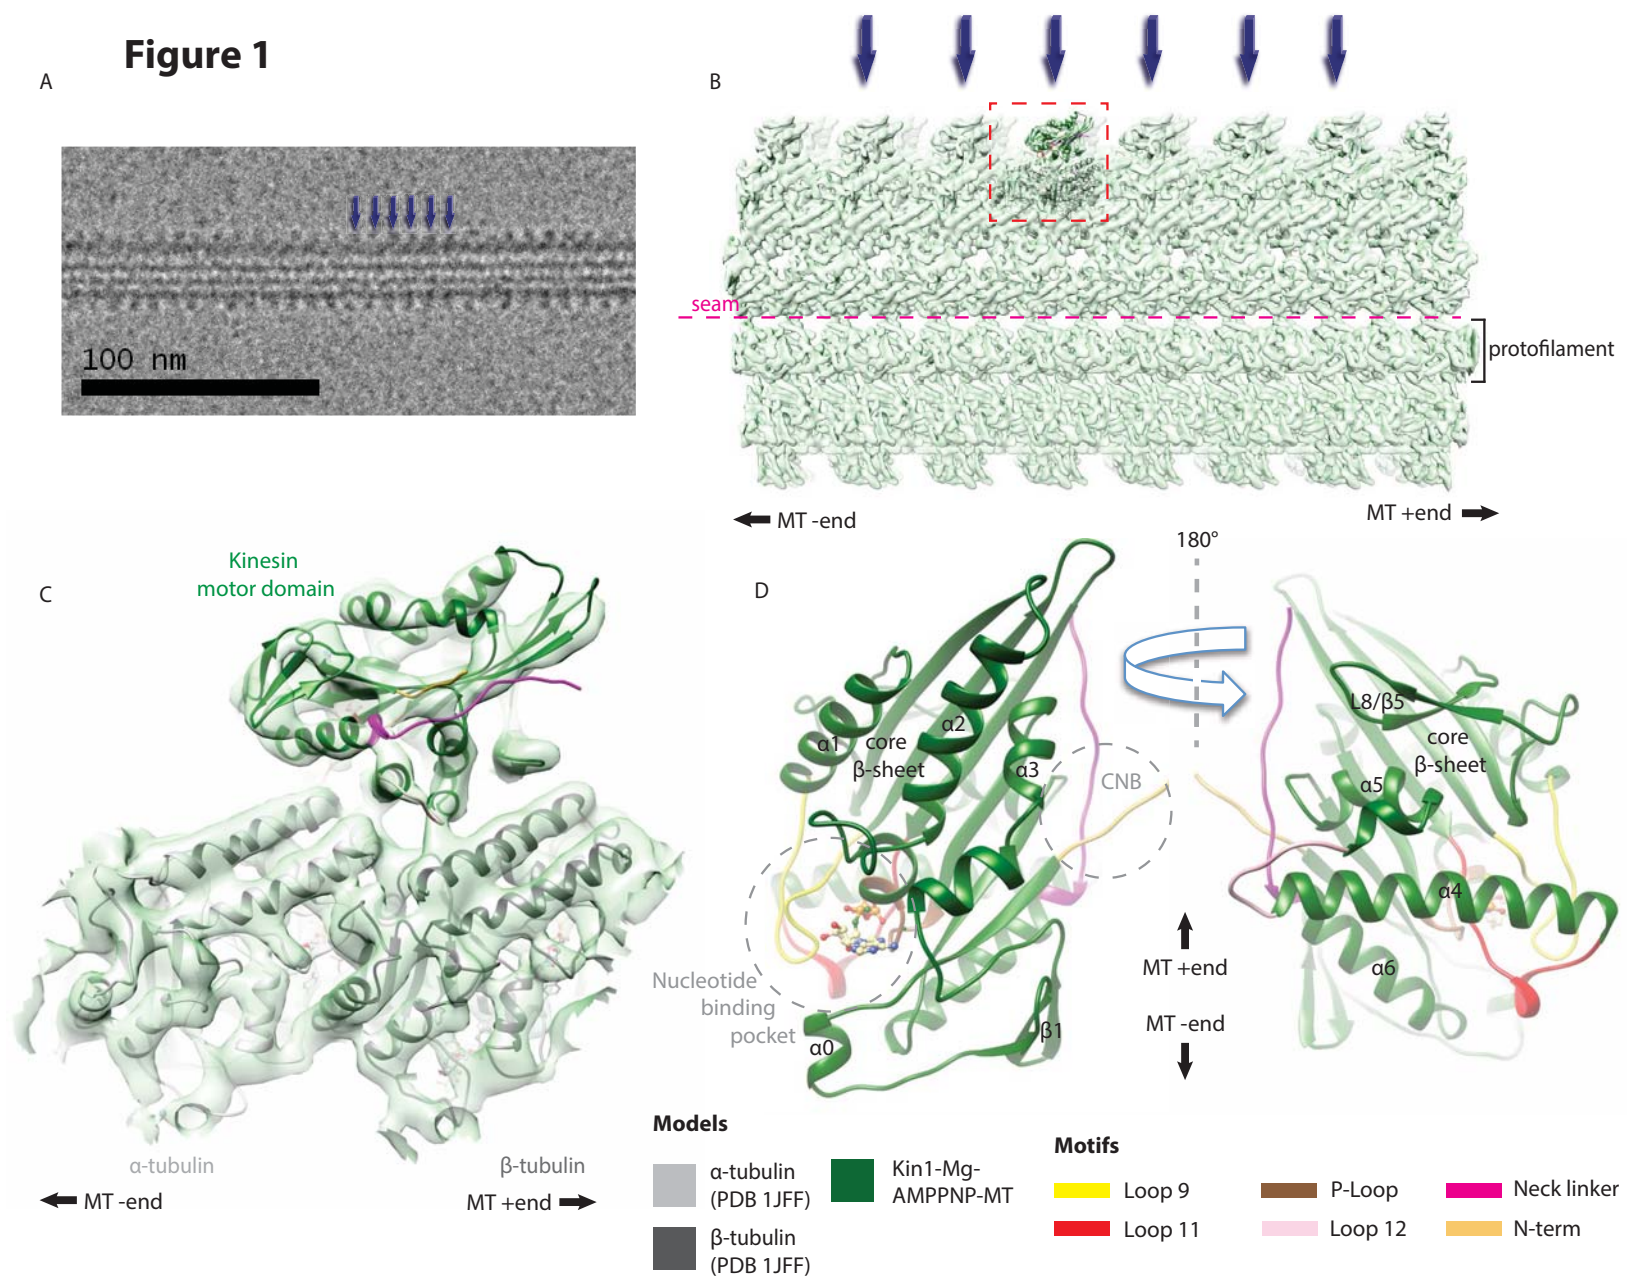 Figure 1
A
100 nm
B
seam
protofilament
MT -end
MT +end
C
Kinesin
motor domain
α-tubulin
β-tubulin
MT -end
MT +end
D
180°
α1
core
β-sheet
α2
α3
CNB
Nucleotide
binding
pocket
α0
β1
L8/β5
core
β-sheet
α5
α4
α6
MT +end
MT -end
Models
α-tubulin
(PDB 1JFF)
β-tubulin
(PDB 1JFF)
Kin1-Mg-
AMPPNP-MT
Motifs
Loop 9
P-Loop
Neck linker
Loop 11
Loop 12
N-term